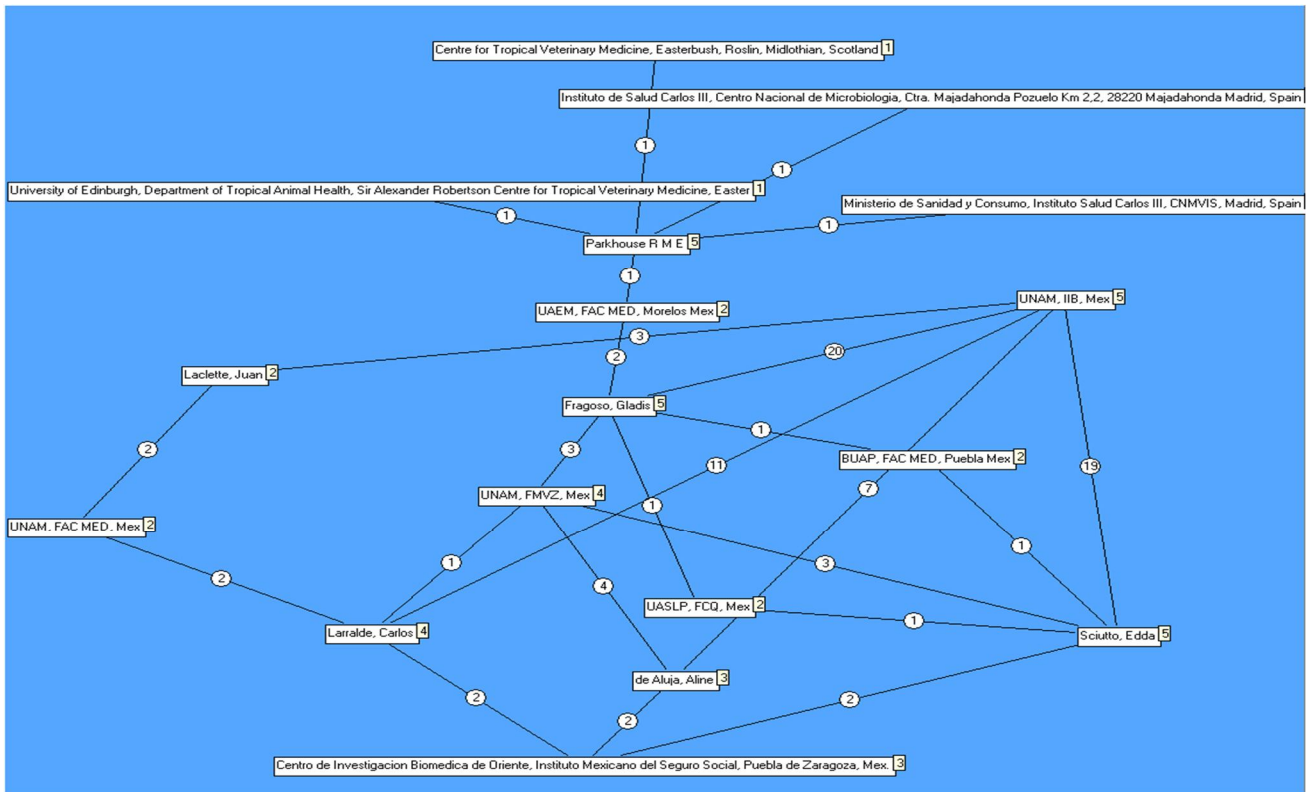 Centre for Tropical Veterinary Medicine, Easterbush, Roslin, Midlothian, Scotland 1
Instituto de Salud Carlos III, Centro Nacional de Microbiologia, Ctra. Majadahonda Pozuelo Km 2,2, 28220 Majadahonda Madrid, Spain
1
1
University of Edinburgh, Department of Tropical Animal Health, Sir Alexander Robertson Centre for Tropical Veterinary Medicine, Easter 1
Ministerio de Sanidad y Consumo, Instituto Salud Carlos III, CNMVIS, Madrid, Spain
1
1
Parkhouse R M E 5
1
UAEM, FAC MED, Morelos Mex 2
UNAM, IIB, Mex 5
3
20
2
Laclette, Juan 2
Fragoso, Gladis 5
1
2
3
BUAP, FAC MED, Puebla Mex 2
11
19
7
UNAM, FMVZ, Mex 4
1
UNAM, FAC MED, Mex 2
1
1
3
2
4
UASLP, FCQ, Mex 2
1
Larralde, Carlos 4
Sciutto, Edda 5
de Aluja, Aline 3
2
2
2
Centro de Investigacion Biomedica de Oriente, Instituto Mexicano del Seguro Social, Puebla de Zaragoza, Mex. 3